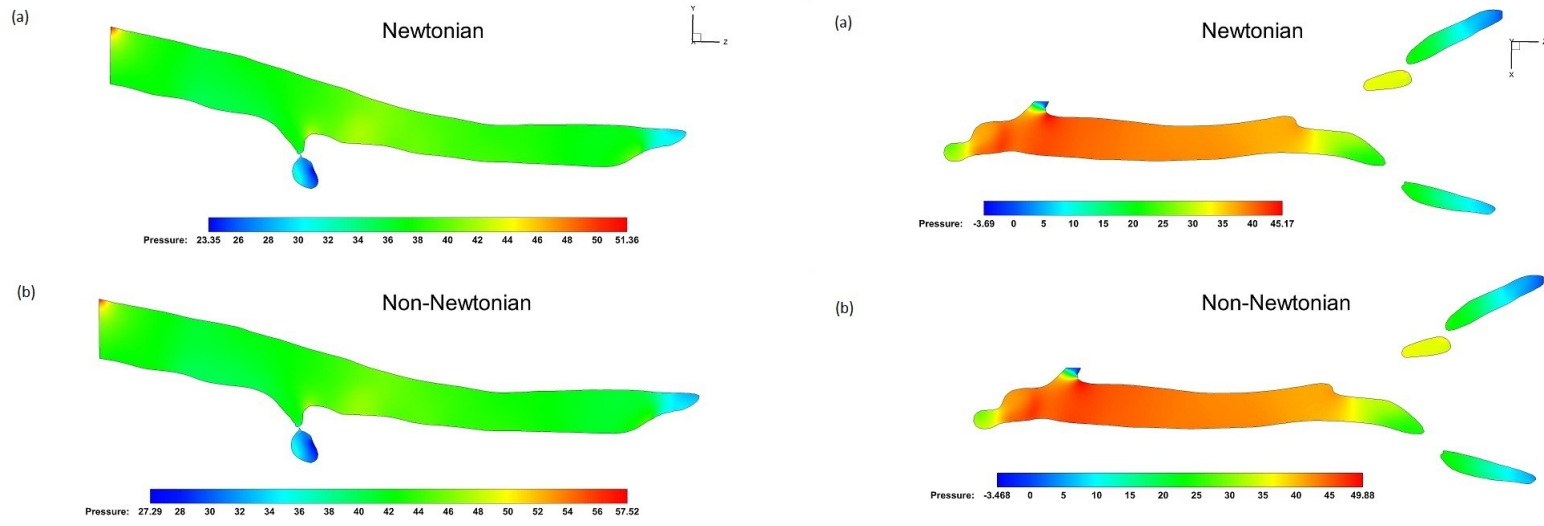 (a)
Newtonian
Y
X
Z
Pressure: 23.35 26 28 30 32 34 36 38 40 42 44 46 48 50 51.36
(b)
Non-Newtonian
Pressure: 27.29 28 30 32 34 36 38 40 42 44 46 48 50 52 54 56 57.52
(a)
Newtonian
Y
Z
X
Pressure: -3.69 0 5 10 15 20 25 30 35 40 45.17
(b)
Non-Newtonian
Pressure: -3.468 0 5 10 15 20 25 30 35 40 45 49.88